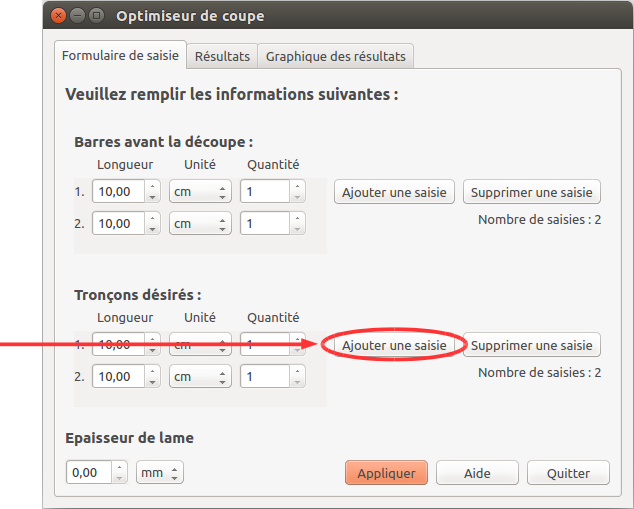 Optimiseur de coupe
Formulaire de saisie Résultats Graphique des résultats
Veuillez remplir les informations suivantes :
Barres avant la découpe :
Longueur Unité Quantité
1. 10,00 cm 1 Ajouter une saisie Supprimer une saisie
2. 10,00 cm 1 Nombre de saisies : 2
Tronçons désirés :
Longueur Unité Quantité
1. 10,00 cm 1 Ajouter une saisie Supprimer une saisie
2. 10,00 cm 1 Nombre de saisies : 2
Epaisseur de lame
0,00 mm Appliquer Aide Quitter